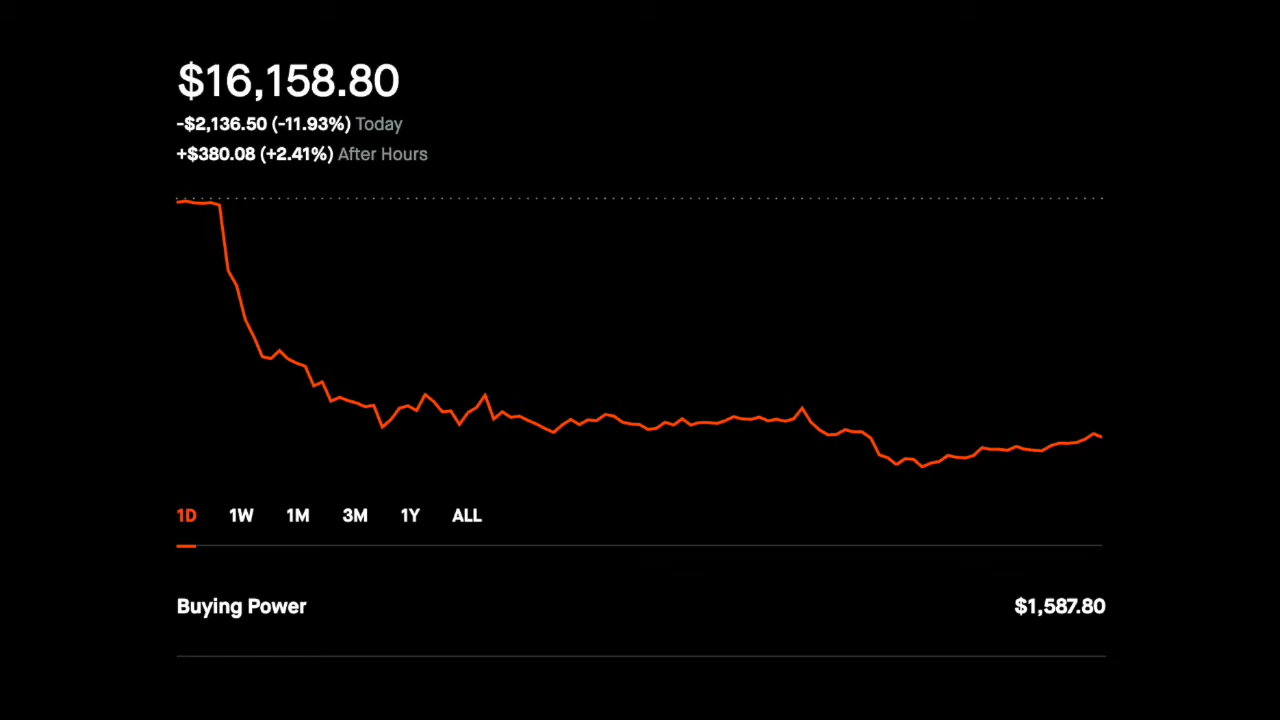 $16,158.80
-$2,136.50 (-11.93%) Today
+$380.08 (+2.41%) After Hours
1D 1W 1M 3M 1Y ALL
Buying Power $1,587.80